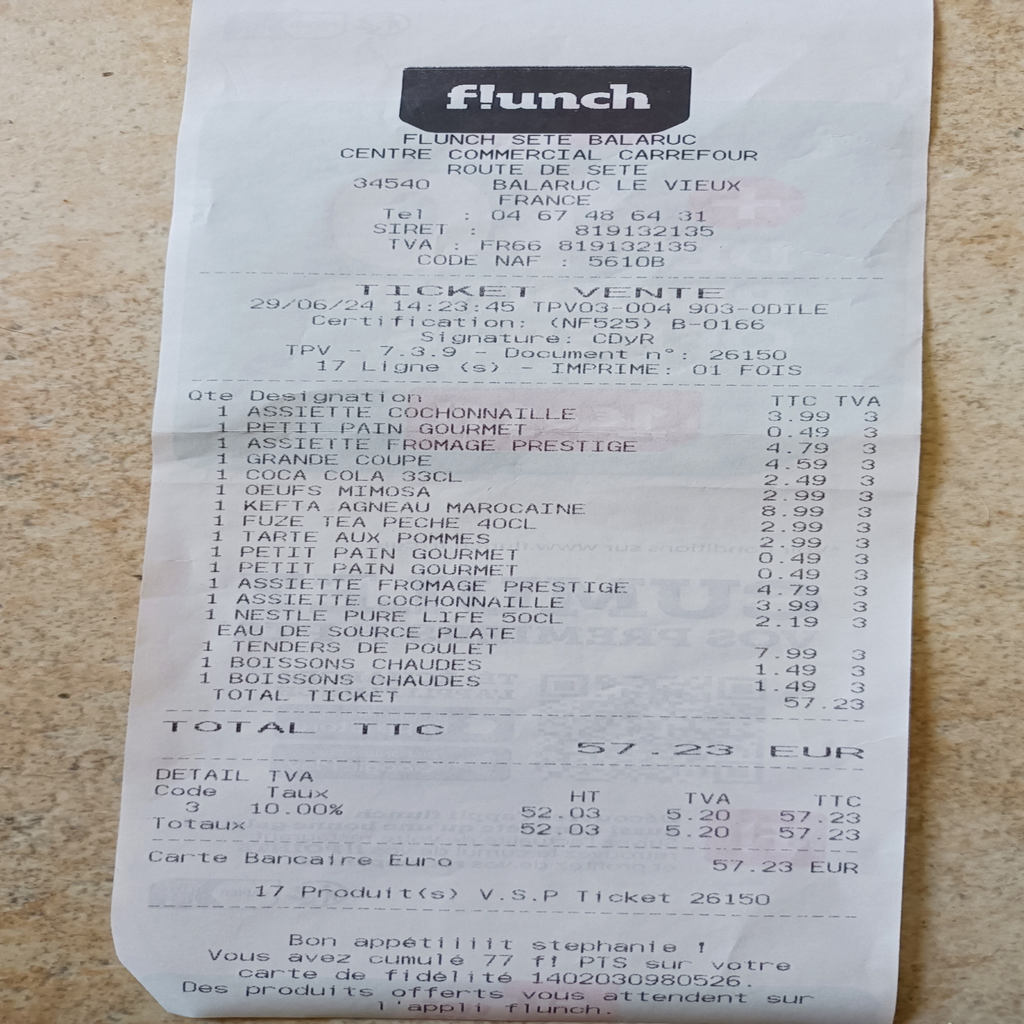 f!unch
FLUNCH SETE BALARUC
CENTRE COMMERCIAL CARREFOUR
ROUTE DE SETE
34540 BALARUC LE VIEUX
FRANCE
Tel : 04 67 48 64 31
SIRET : 819132135
TVA : FR66 819132135
CODE NAF : 5610B
TICKET VENTE
29/06/24 14:23:45 TPV03-004 903-ODILE
Certification: (NF525) B-0166
Signature: CDyR
TPV - 7.3.9 - Document n°: 26150
17 Ligne (s) - IMPRIME: 01 FOIS
Qte Designation TTC TVA
1 ASSIETTE COCHONNAILLE 3.99 3
1 PETIT PAIN GOURMET 0.49 3
1 ASSIETTE FROMAGE PRESTIGE 4.79 3
1 GRANDE COUPE 4.59 3
1 COCA COLA 33CL 2.49 3
1 OEUFS MIMOSA 2.99 3
1 KEFTA AGNEAU MAROCAINE 8.99 3
1 FUZE TEA PECHE 40CL 2.99 3
1 TARTE AUX POMMES 2.99 3
1 PETIT PAIN GOURMET 0.49 3
1 PETIT PAIN GOURMET 0.49 3
1 ASSIETTE FROMAGE PRESTIGE 4.79 3
1 ASSIETTE COCHONNAILLE 3.99 3
1 NESTLE PURE LIFE 50CL 2.19 3
EAU DE SOURCE PLATE
1 TENDERS DE POULET 7.99 3
1 BOISSONS CHAUDES 1.49 3
1 BOISSONS CHAUDES 1.49 3
TOTAL TICKET 57.23
TOTAL TTC 57.23 EUR
DETAIL TVA
Code Taux HT TVA TTC
3 10.00% 52.03 5.20 57.23
Totaux 52.03 5.20 57.23
Carte Bancaire Euro 57.23 EUR
17 Produit(s) V.S.P Ticket 26150
Bon appétiiiit stephanie !
Vous avez cumulé 77 f! PTS sur votre
carte de fidélité 1402030980526.
Des produits offerts vous attendent sur
l'appli flunch.